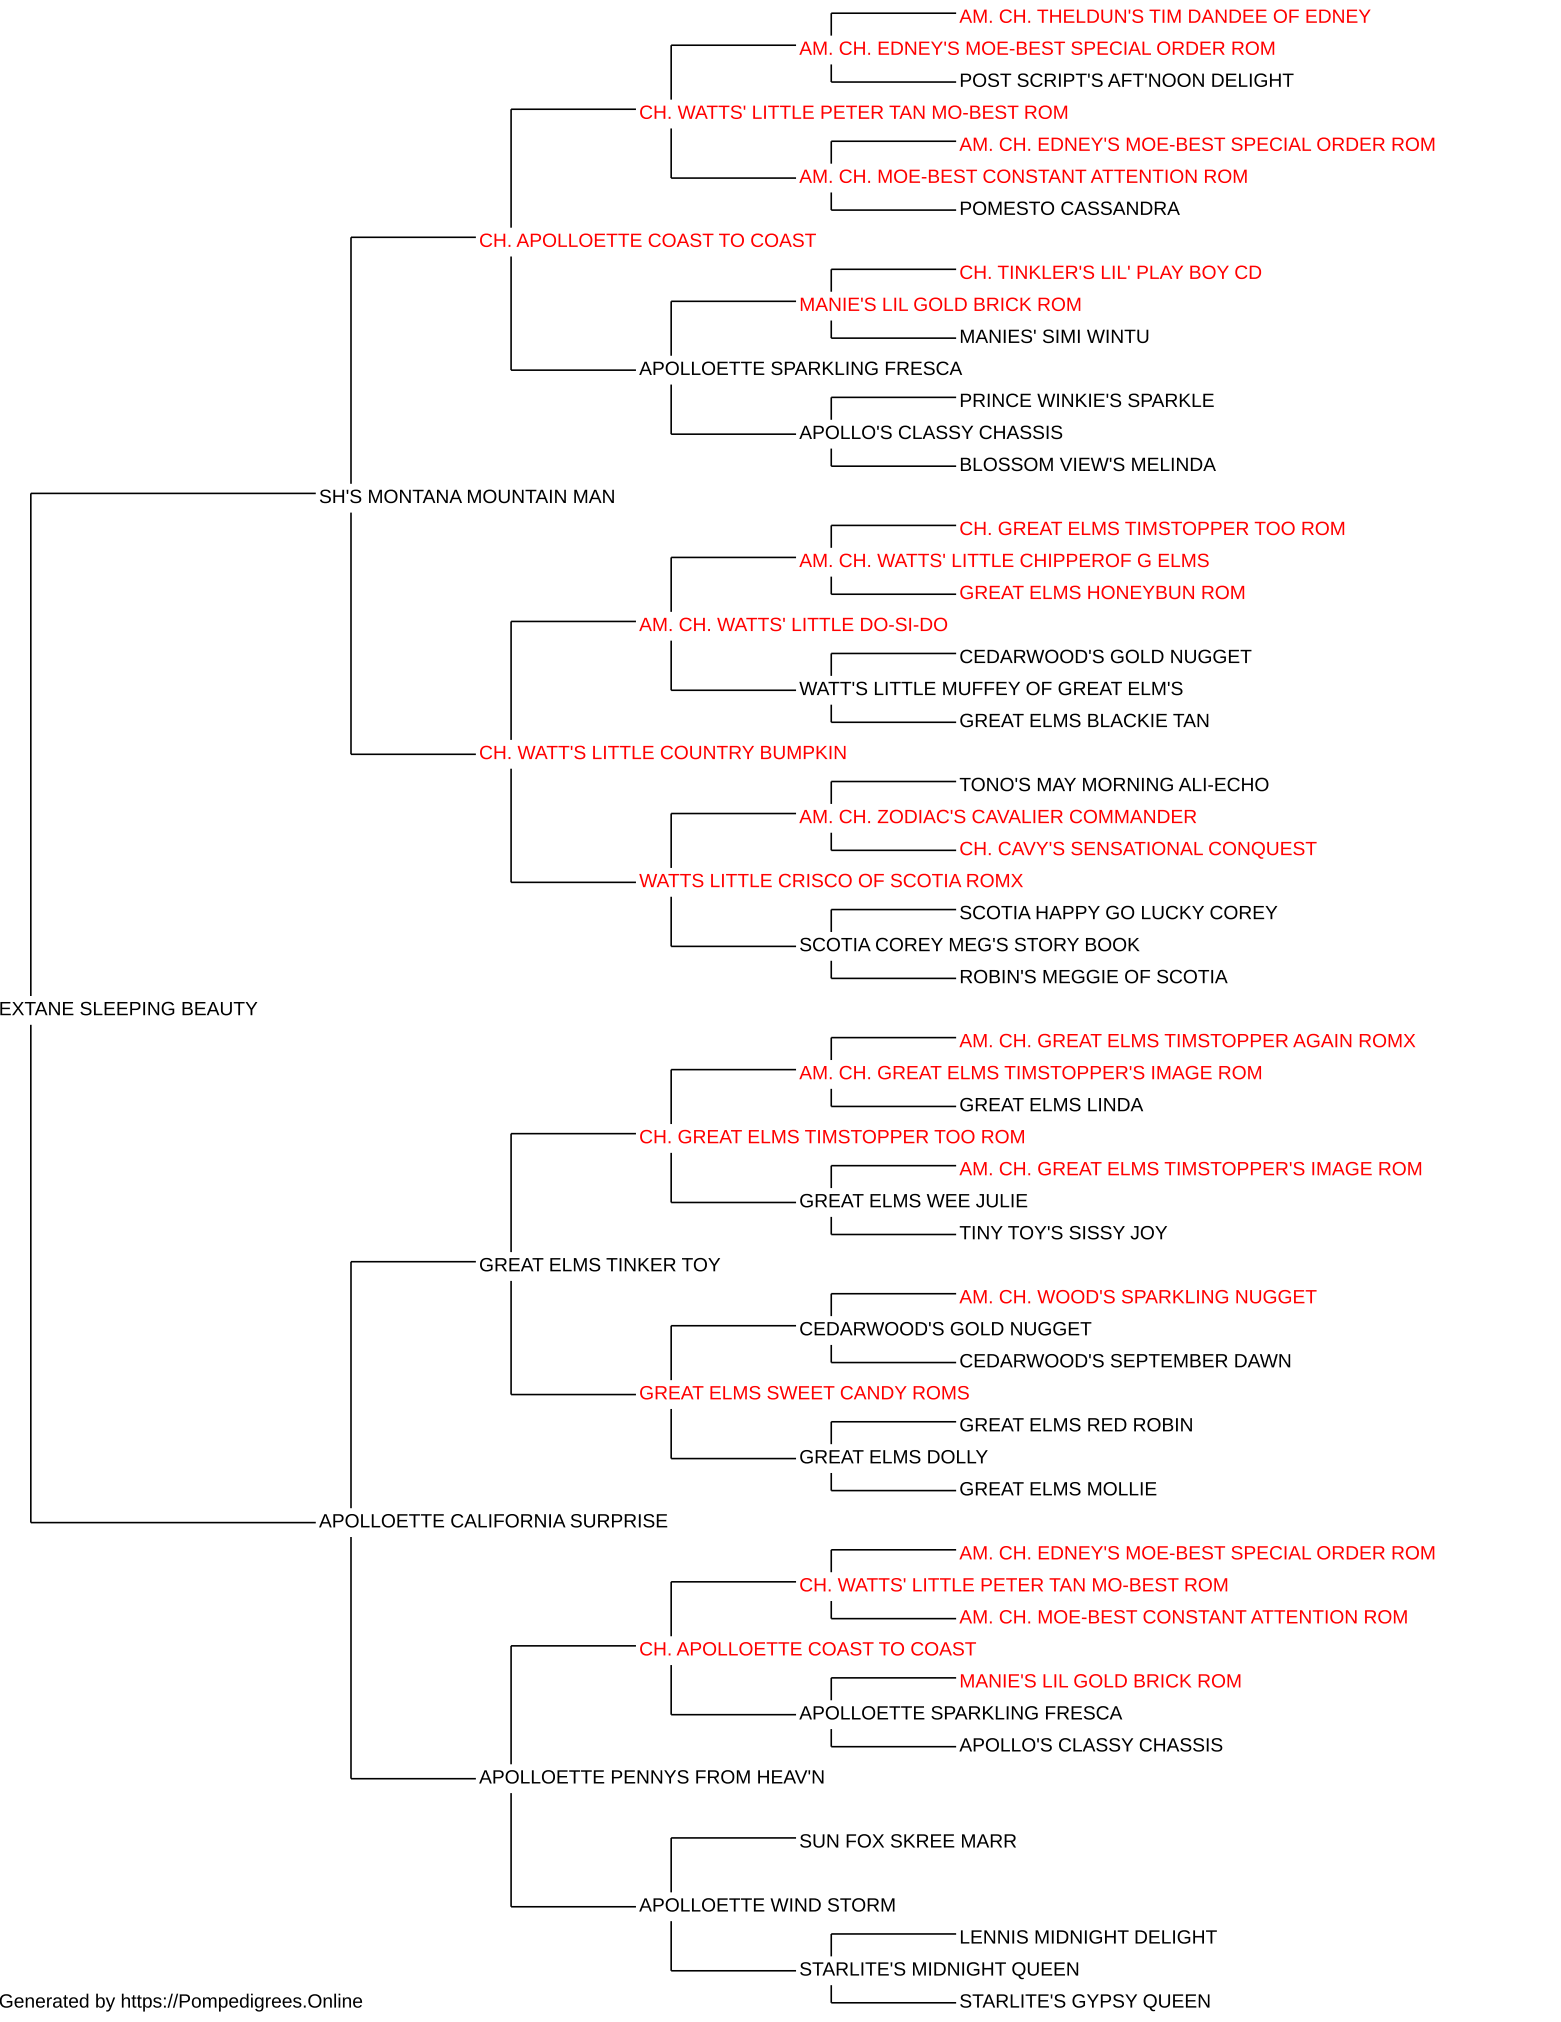 AM. CH. THELDUN'S TIM DANDEE OF EDNEY
AM. CH. EDNEY'S MOE-BEST SPECIAL ORDER ROM
POST SCRIPT'S AFT'NOON DELIGHT
CH. WATTS' LITTLE PETER TAN MO-BEST ROM
AM. CH. EDNEY'S MOE-BEST SPECIAL ORDER ROM
AM. CH. MOE-BEST CONSTANT ATTENTION ROM
POMESTO CASSANDRA
CH. APOLLOETTE COAST TO COAST
CH. TINKLER'S LIL' PLAY BOY CD
MANIE'S LIL GOLD BRICK ROM
MANIES' SIMI WINTU
APOLLOETTE SPARKLING FRESCA
PRINCE WINKIE'S SPARKLE
APOLLO'S CLASSY CHASSIS
BLOSSOM VIEW'S MELINDA
SH'S MONTANA MOUNTAIN MAN
CH. GREAT ELMS TIMSTOPPER TOO ROM
AM. CH. WATTS' LITTLE CHIPPEROF G ELMS
GREAT ELMS HONEYBUN ROM
AM. CH. WATTS' LITTLE DO-SI-DO
CEDARWOOD'S GOLD NUGGET
WATT'S LITTLE MUFFEY OF GREAT ELM'S
GREAT ELMS BLACKIE TAN
CH. WATT'S LITTLE COUNTRY BUMPKIN
TONO'S MAY MORNING ALI-ECHO
AM. CH. ZODIAC'S CAVALIER COMMANDER
CH. CAVY'S SENSATIONAL CONQUEST
WATTS LITTLE CRISCO OF SCOTIA ROMX
SCOTIA HAPPY GO LUCKY COREY
SCOTIA COREY MEG'S STORY BOOK
ROBIN'S MEGGIE OF SCOTIA
EXTANE SLEEPING BEAUTY
AM. CH. GREAT ELMS TIMSTOPPER AGAIN ROMX
AM. CH. GREAT ELMS TIMSTOPPER'S IMAGE ROM
GREAT ELMS LINDA
CH. GREAT ELMS TIMSTOPPER TOO ROM
AM. CH. GREAT ELMS TIMSTOPPER'S IMAGE ROM
GREAT ELMS WEE JULIE
TINY TOY'S SISSY JOY
GREAT ELMS TINKER TOY
AM. CH. WOOD'S SPARKLING NUGGET
CEDARWOOD'S GOLD NUGGET
CEDARWOOD'S SEPTEMBER DAWN
GREAT ELMS SWEET CANDY ROMS
GREAT ELMS RED ROBIN
GREAT ELMS DOLLY
GREAT ELMS MOLLIE
APOLLOETTE CALIFORNIA SURPRISE
AM. CH. EDNEY'S MOE-BEST SPECIAL ORDER ROM
CH. WATTS' LITTLE PETER TAN MO-BEST ROM
AM. CH. MOE-BEST CONSTANT ATTENTION ROM
CH. APOLLOETTE COAST TO COAST
MANIE'S LIL GOLD BRICK ROM
APOLLOETTE SPARKLING FRESCA
APOLLO'S CLASSY CHASSIS
APOLLOETTE PENNYS FROM HEAV'N
SUN FOX SKREE MARR
APOLLOETTE WIND STORM
LENNIS MIDNIGHT DELIGHT
STARLITE'S MIDNIGHT QUEEN
STARLITE'S GYPSY QUEEN
Generated by https://Pompedigrees.Online